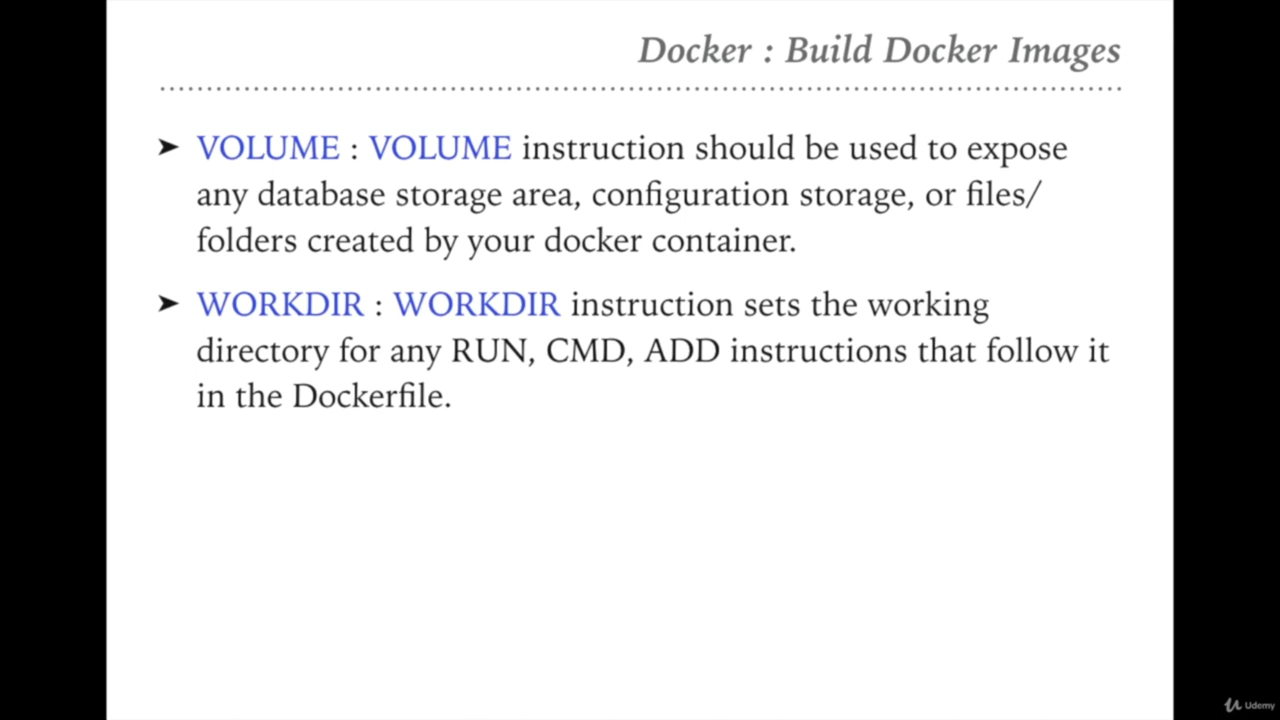 Docker : Build Docker Images
➤ VOLUME : VOLUME instruction should be used to expose
any database storage area, configuration storage, or files/
folders created by your docker container.
➤ WORKDIR : WORKDIR instruction sets the working
directory for any RUN, CMD, ADD instructions that follow it
in the Dockerfile.
Udemy